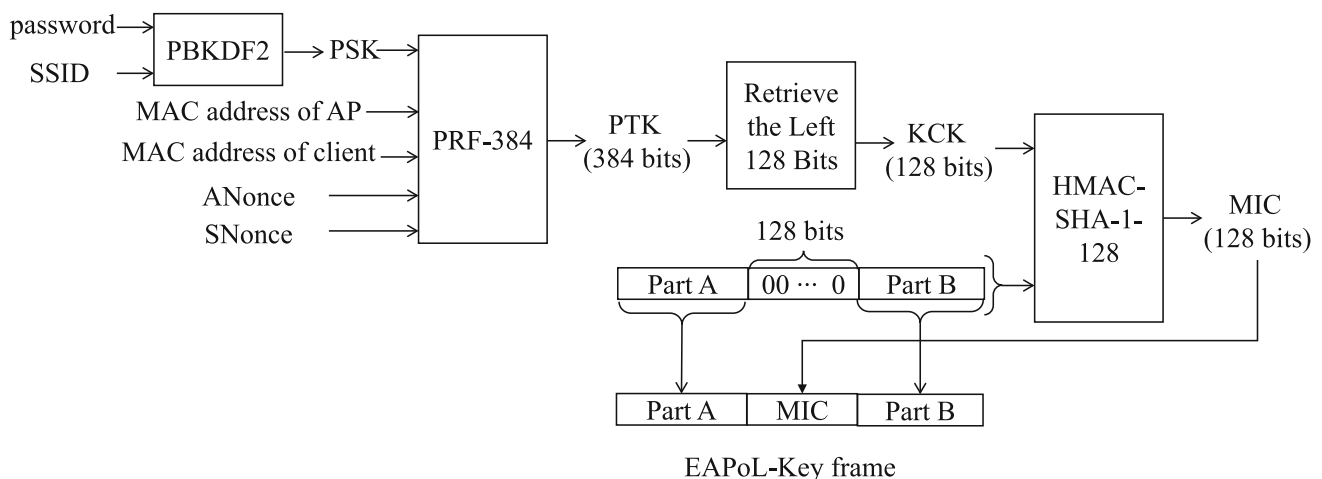 password
SSID
PBKDF2
PSK
MAC address of AP
MAC address of client
ANonce
SNonce
PRF-384
PTK
(384 bits)
Retrieve
the Left
128 Bits
KCK
(128 bits)
HMAC-
SHA-1-
128
MIC
(128 bits)
128 bits
Part A
00 ··· 0
Part B
Part A
MIC
Part B
EAPoL-Key frame